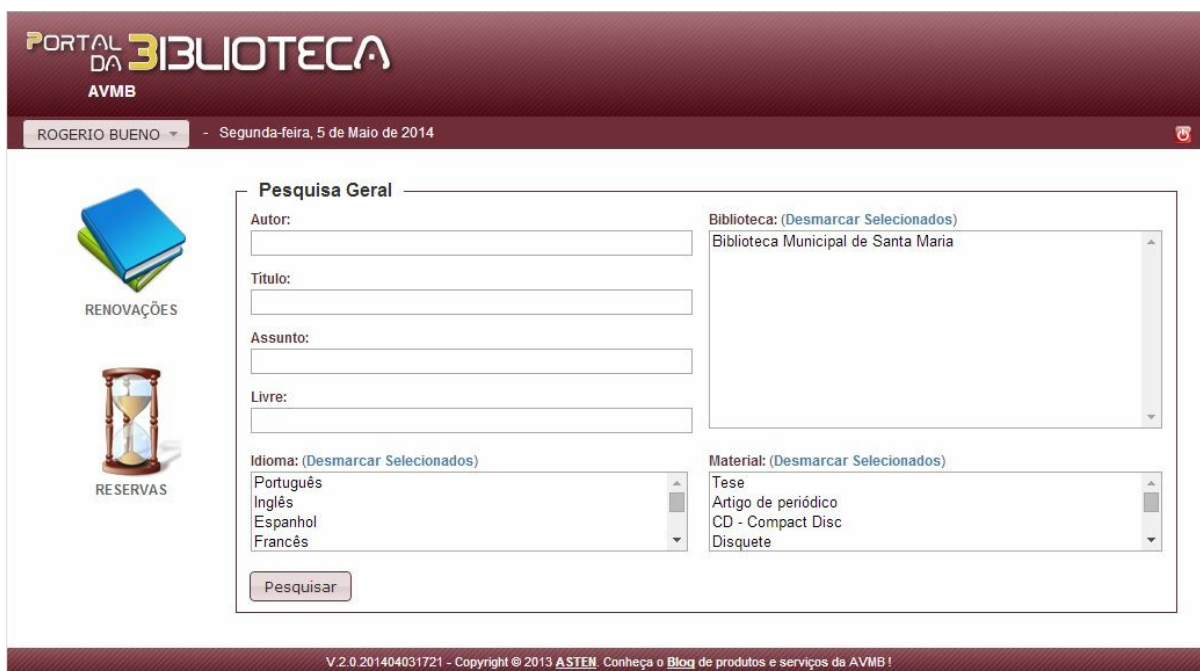 PORTAL
DA BIBLIOTECA
AVMB
ROGERIO BUENO - Segunda-feira, 5 de Maio de 2014
RENOVAÇÕES
RESERVAS
Pesquisa Geral
Autor:
Titulo:
Assunto:
Livre:
Biblioteca: (Desmarcar Selecionados)
Biblioteca Municipal de Santa Maria
Idioma: (Desmarcar Selecionados)
Português
Inglês
Espanhol
Francês
Material: (Desmarcar Selecionados)
Tese
Artigo de periódico
CD - Compact Disc
Disquete
Pesquisar
V.2.0.201404031721 - Copyright © 2013 ASTEN. Conheça o Blog de produtos e serviços da AVMB !